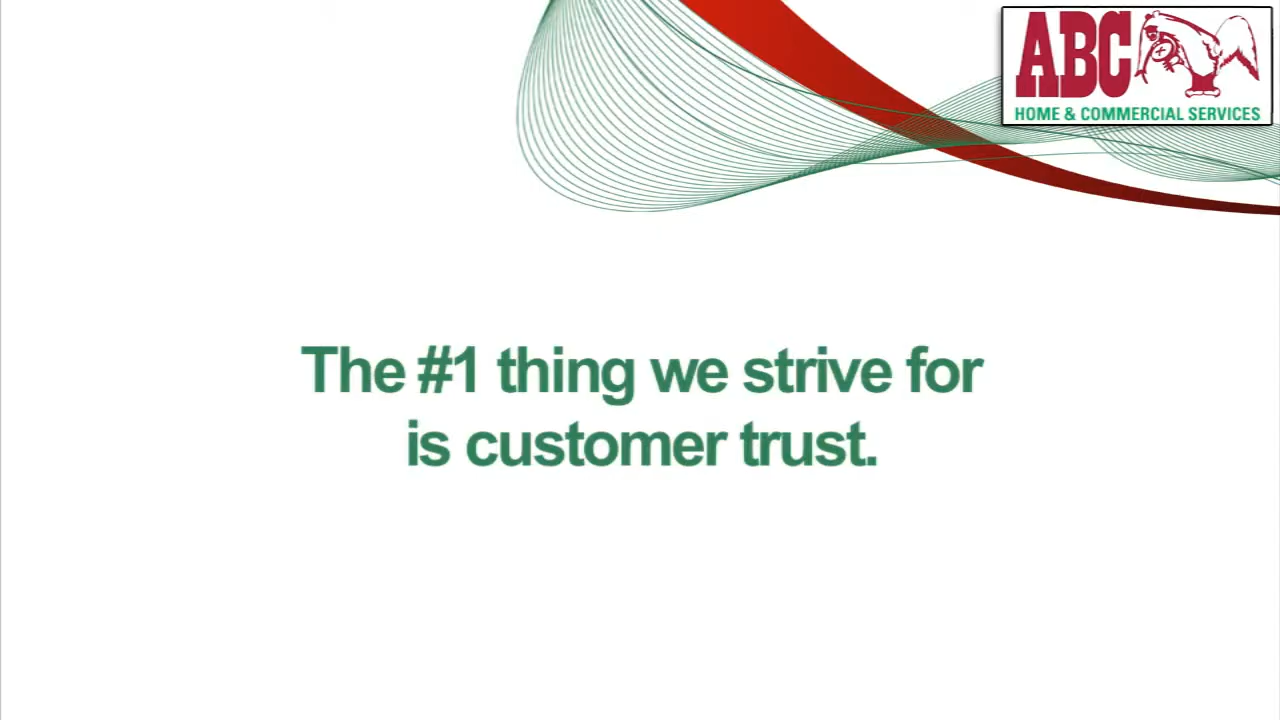 ABC
HOME & COMMERCIAL SERVICES
The #1 thing we strive for
is customer trust.